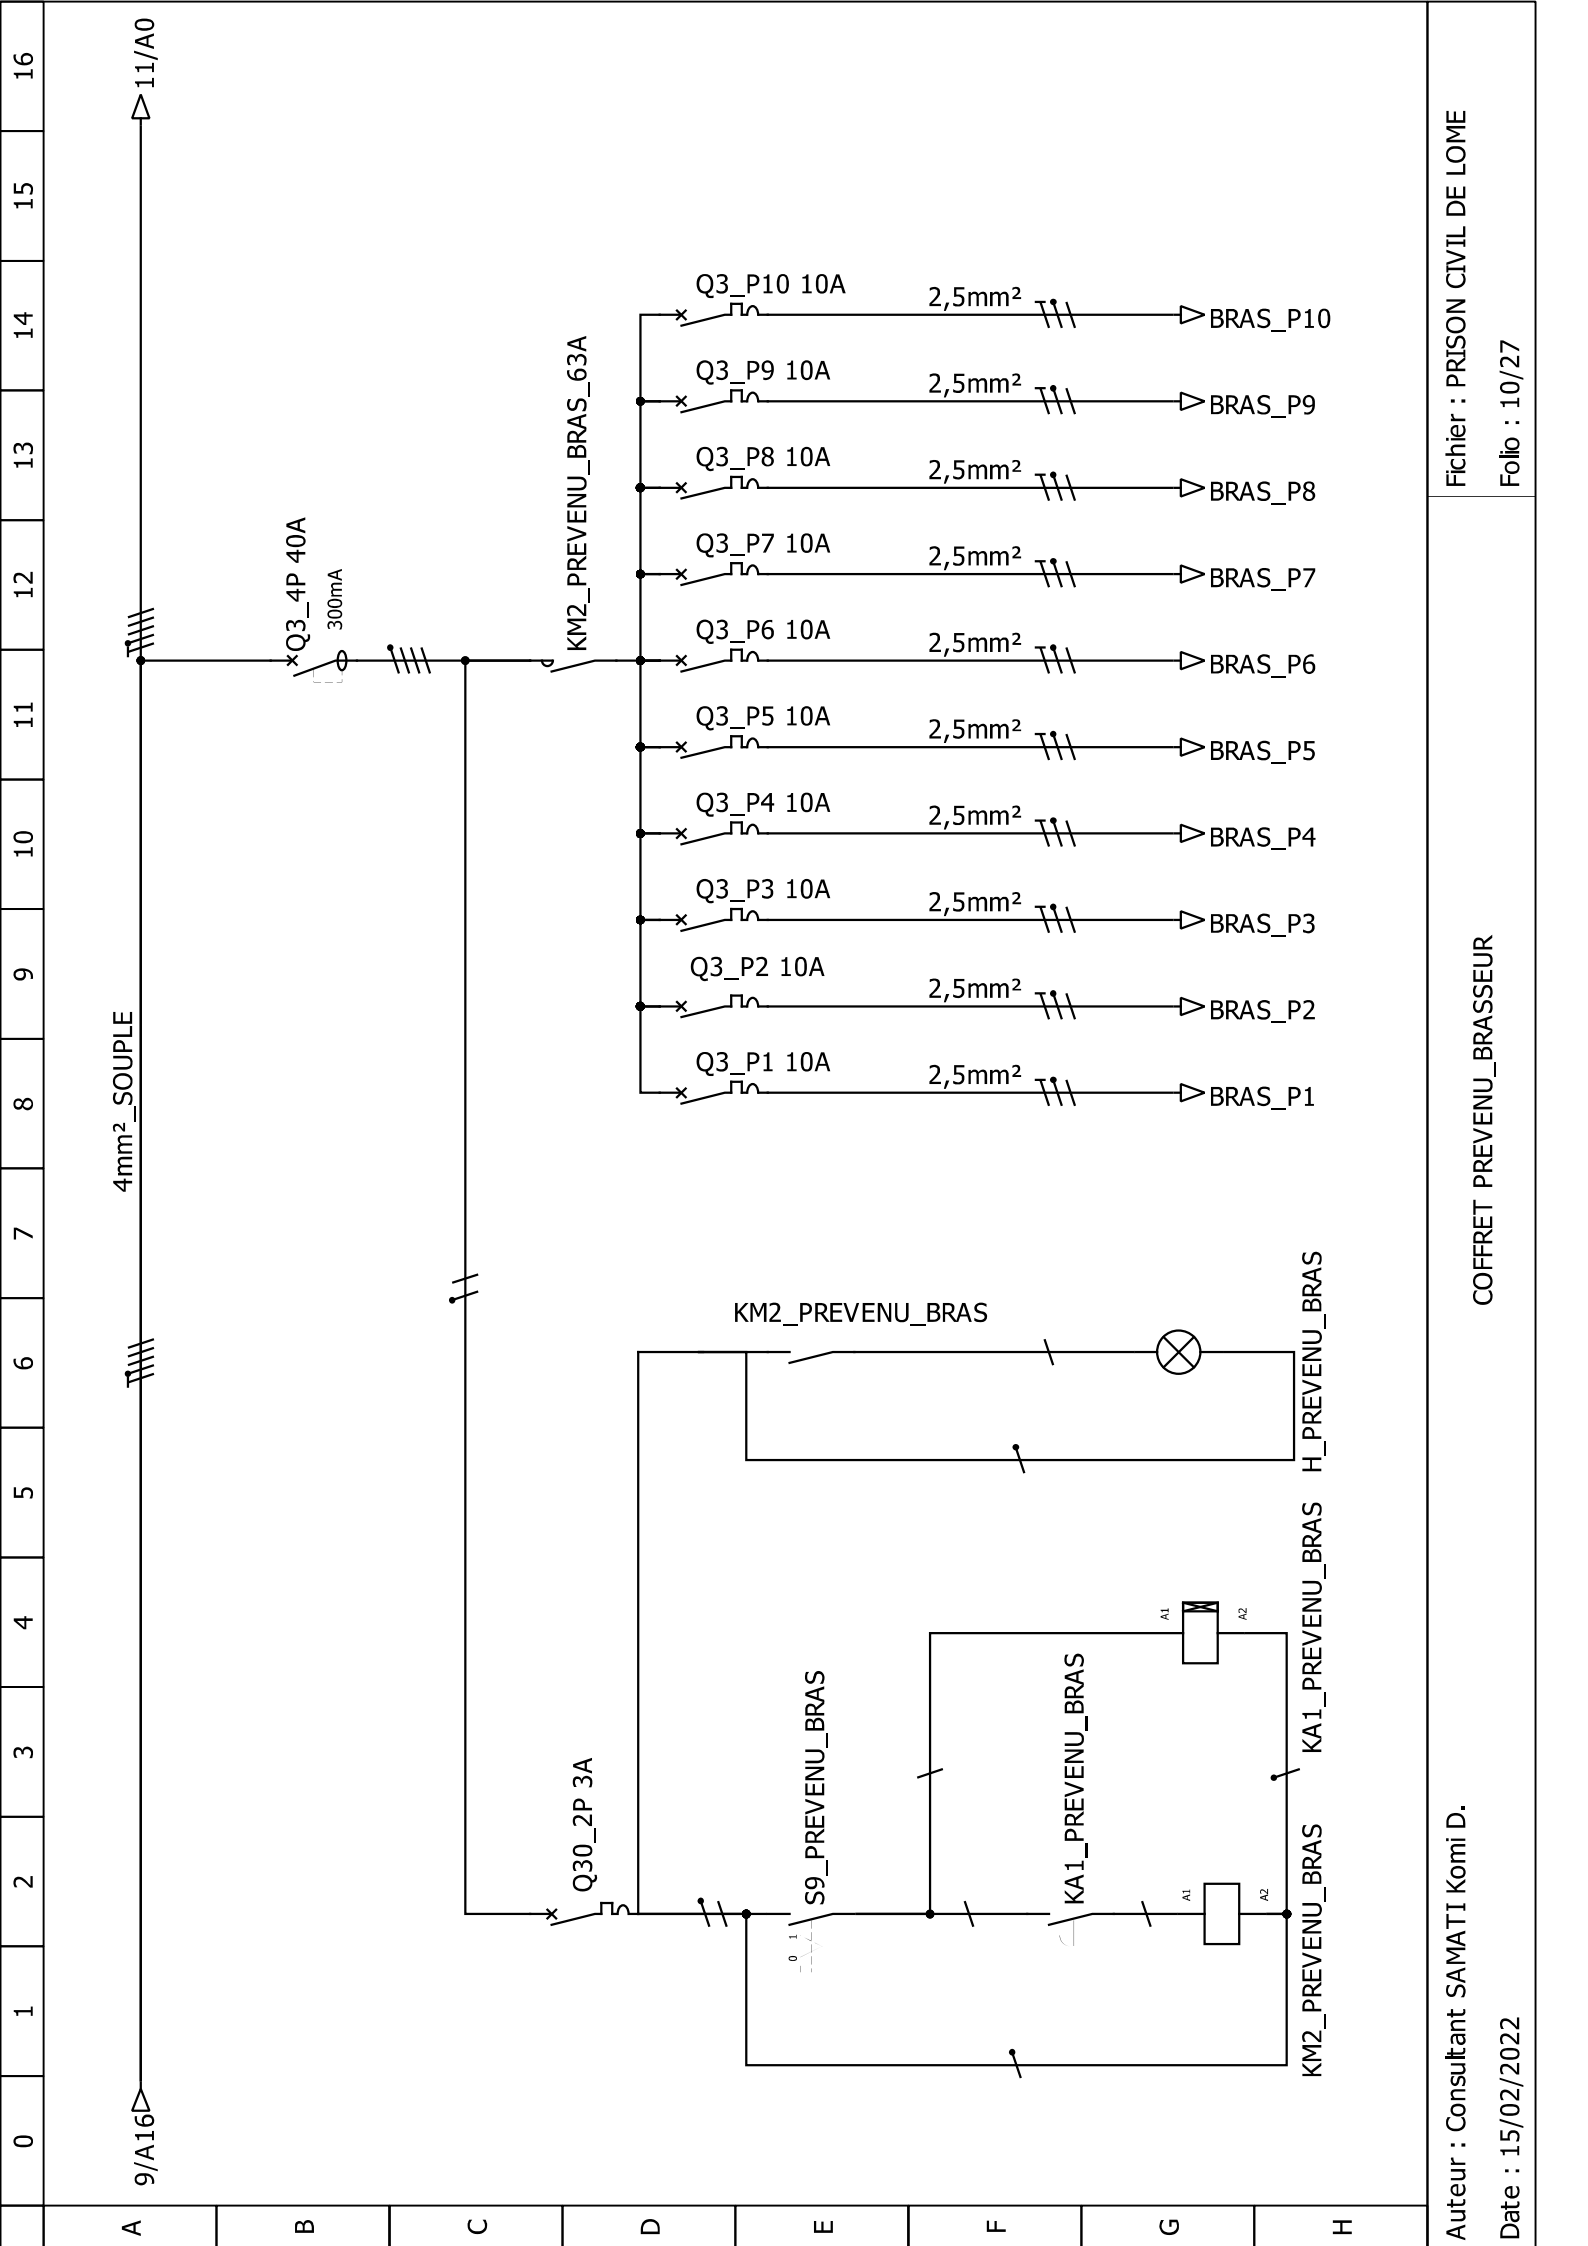 0
1
2
3
4
5
6
7
8
9
10
11
12
13
14
15
16
A
B
C
D
E
F
G
H
9/A16
4mm²_SOUPLE
11/A0
Q3_4P 40A
300mA
KM2_PREVENU_BRAS_63A
Q30_2P 3A
Q3_P1 10A
Q3_P2 10A
Q3_P3 10A
Q3_P4 10A
Q3_P5 10A
Q3_P6 10A
Q3_P7 10A
Q3_P8 10A
Q3_P9 10A
Q3_P10 10A
2,5mm²
2,5mm²
2,5mm²
2,5mm²
2,5mm²
2,5mm²
2,5mm²
2,5mm²
2,5mm²
2,5mm²
BRAS_P1
BRAS_P2
BRAS_P3
BRAS_P4
BRAS_P5
BRAS_P6
BRAS_P7
BRAS_P8
BRAS_P9
BRAS_P10
S9_PREVENU_BRAS
0 1
KM2_PREVENU_BRAS
KA1_PREVENU_BRAS
A1
A2
A1
A2
KM2_PREVENU_BRAS
KA1_PREVENU_BRAS
H_PREVENU_BRAS
Auteur : Consultant SAMATI Komi D.
Date : 15/02/2022
COFFRET PREVENU_BRASSEUR
Fichier : PRISON CIVIL DE LOME
Folio : 10/27